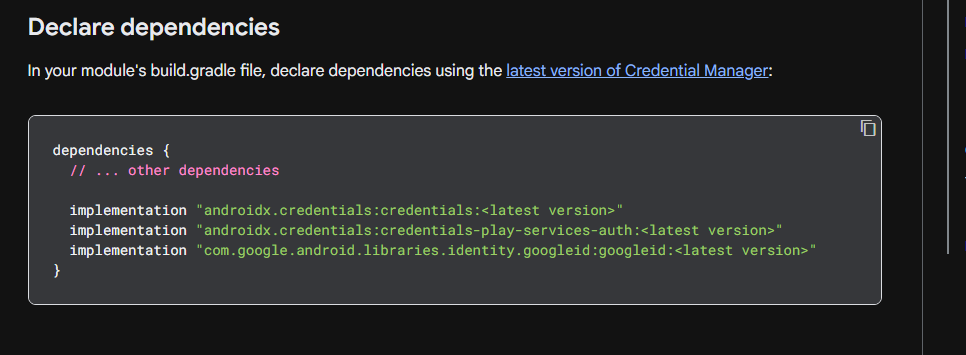 Declare dependencies
In your module's build.gradle file, declare dependencies using the latest version of Credential Manager:
dependencies {
// ... other dependencies
implementation "androidx.credentials:credentials:<latest version>"
implementation "androidx.credentials:credentials-play-services-auth:<latest version>"
implementation "com.google.android.libraries.identity.googleid:googleid:<latest version>"
}